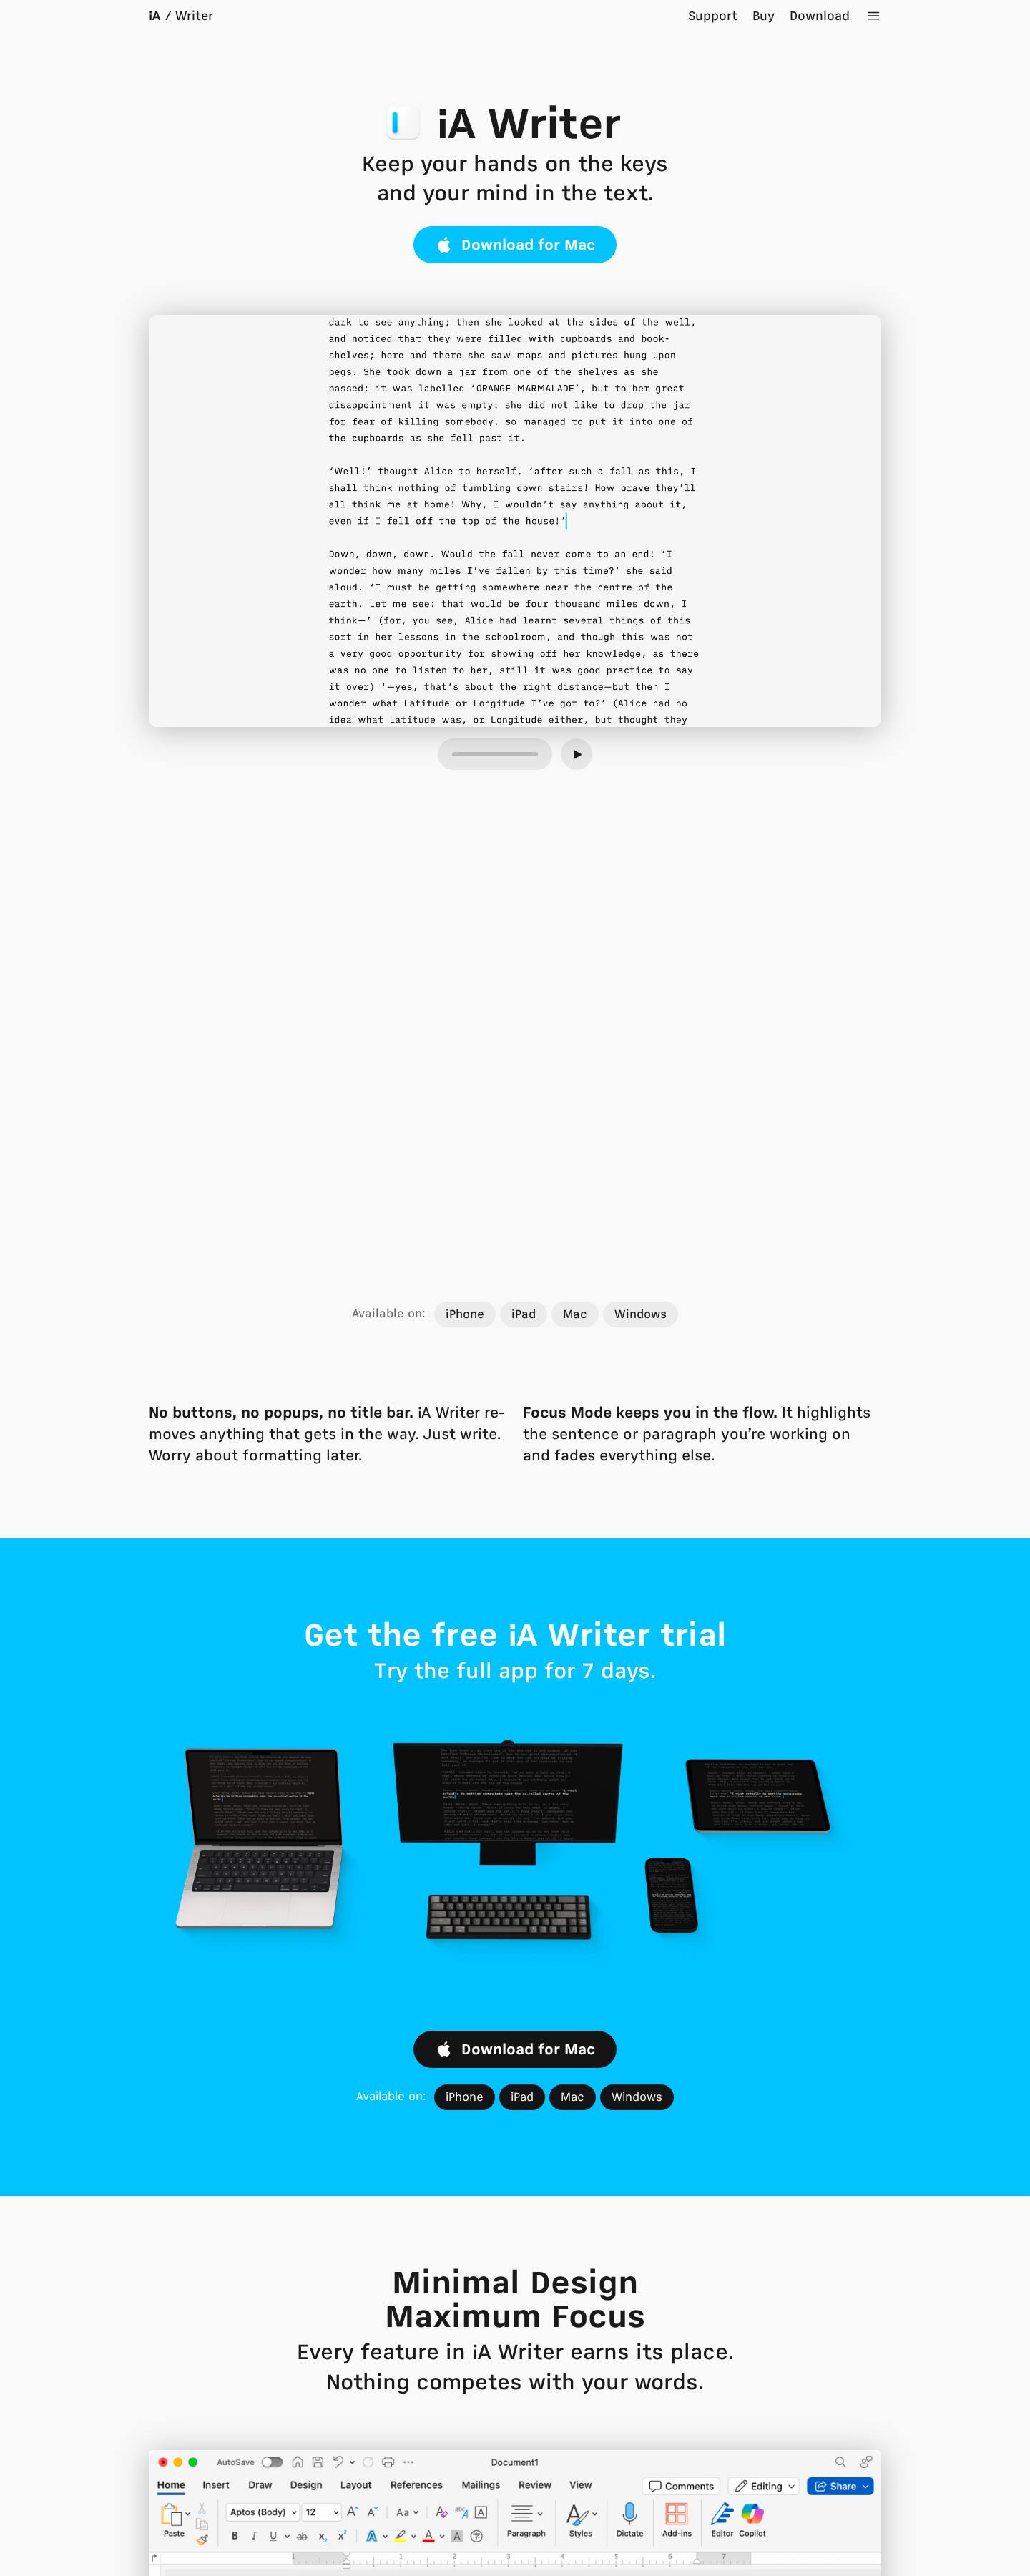 iA / Writer
Support Buy Download
iA Writer
Keep your hands on the keys
and your mind in the text.
Download for Mac
dark to see anything; then she looked at the sides of the well,
and noticed that they were filled with cupboards and book-
shelves; here and there she saw maps and pictures hung upon
pegs. She took down a jar from one of the shelves as she
passed; it was labelled ‘ORANGE MARMALADE’, but to her great
disappointment it was empty: she did not like to drop the jar
for fear of killing somebody, so managed to put it into one of
the cupboards as she fell past it.
‘Well!’ thought Alice to herself, ‘after such a fall as this, I
shall think nothing of tumbling down stairs! How brave they’ll
all think me at home! Why, I wouldn’t say anything about it,
even if I fell off the top of the house!’
Down, down, down. Would the fall never come to an end! ‘I
wonder how many miles I’ve fallen by this time?’ she said
aloud. ‘I must be getting somewhere near the centre of the
earth. Let me see: that would be four thousand miles down, I
think—’ (for, you see, Alice had learnt several things of this
sort in her lessons in the schoolroom, and though this was not
a very good opportunity for showing off her knowledge, as there
was no one to listen to her, still it was good practice to say
it over) ‘—yes, that’s about the right distance—but then I
wonder what Latitude or Longitude I’ve got to?’ (Alice had no
idea what Latitude was, or Longitude either, but thought they
Available on: iPhone iPad Mac Windows
No buttons, no popups, no title bar. iA Writer re-
moves anything that gets in the way. Just write.
Worry about formatting later.
Focus Mode keeps you in the flow. It highlights
the sentence or paragraph you’re working on
and fades everything else.
Get the free iA Writer trial
Try the full app for 7 days.
Download for Mac
Available on: iPhone iPad Mac Windows
Minimal Design
Maximum Focus
Every feature in iA Writer earns its place.
Nothing competes with your words.
AutoSave Document1
Home Insert Draw Design Layout References Mailings Review View Comments Editing Share
Aptos (Body) 12 Aa
Paste Paragraph Styles Dictate Add-ins Editor Copilot
B I U ab x₂ x² A A A
1 1 2 3 4 5 6 7